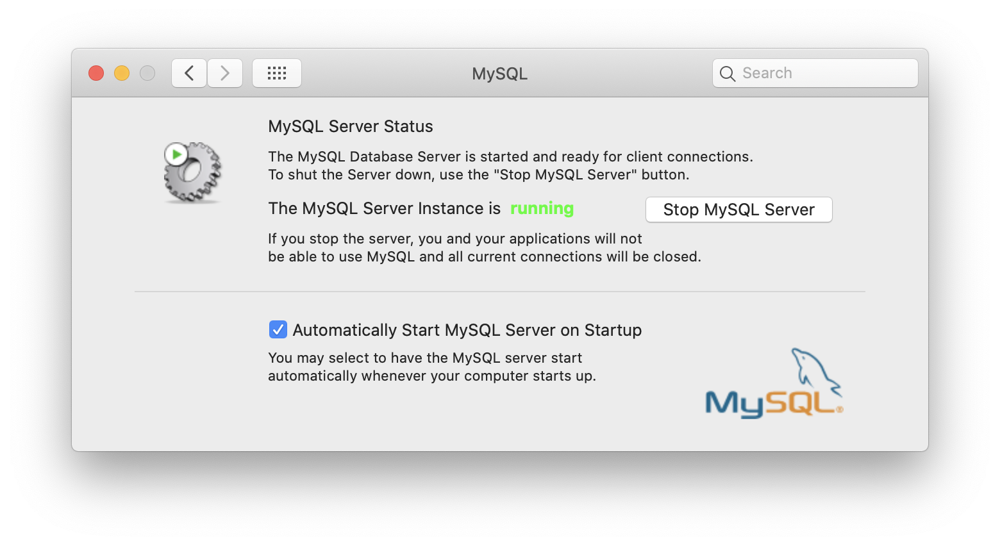 MySQL
Search
MySQL Server Status
The MySQL Database Server is started and ready for client connections.
To shut the Server down, use the "Stop MySQL Server" button.
The MySQL Server Instance is running
Stop MySQL Server
If you stop the server, you and your applications will not
be able to use MySQL and all current connections will be closed.
Automatically Start MySQL Server on Startup
You may select to have the MySQL server start
automatically whenever your computer starts up.
MySQL®